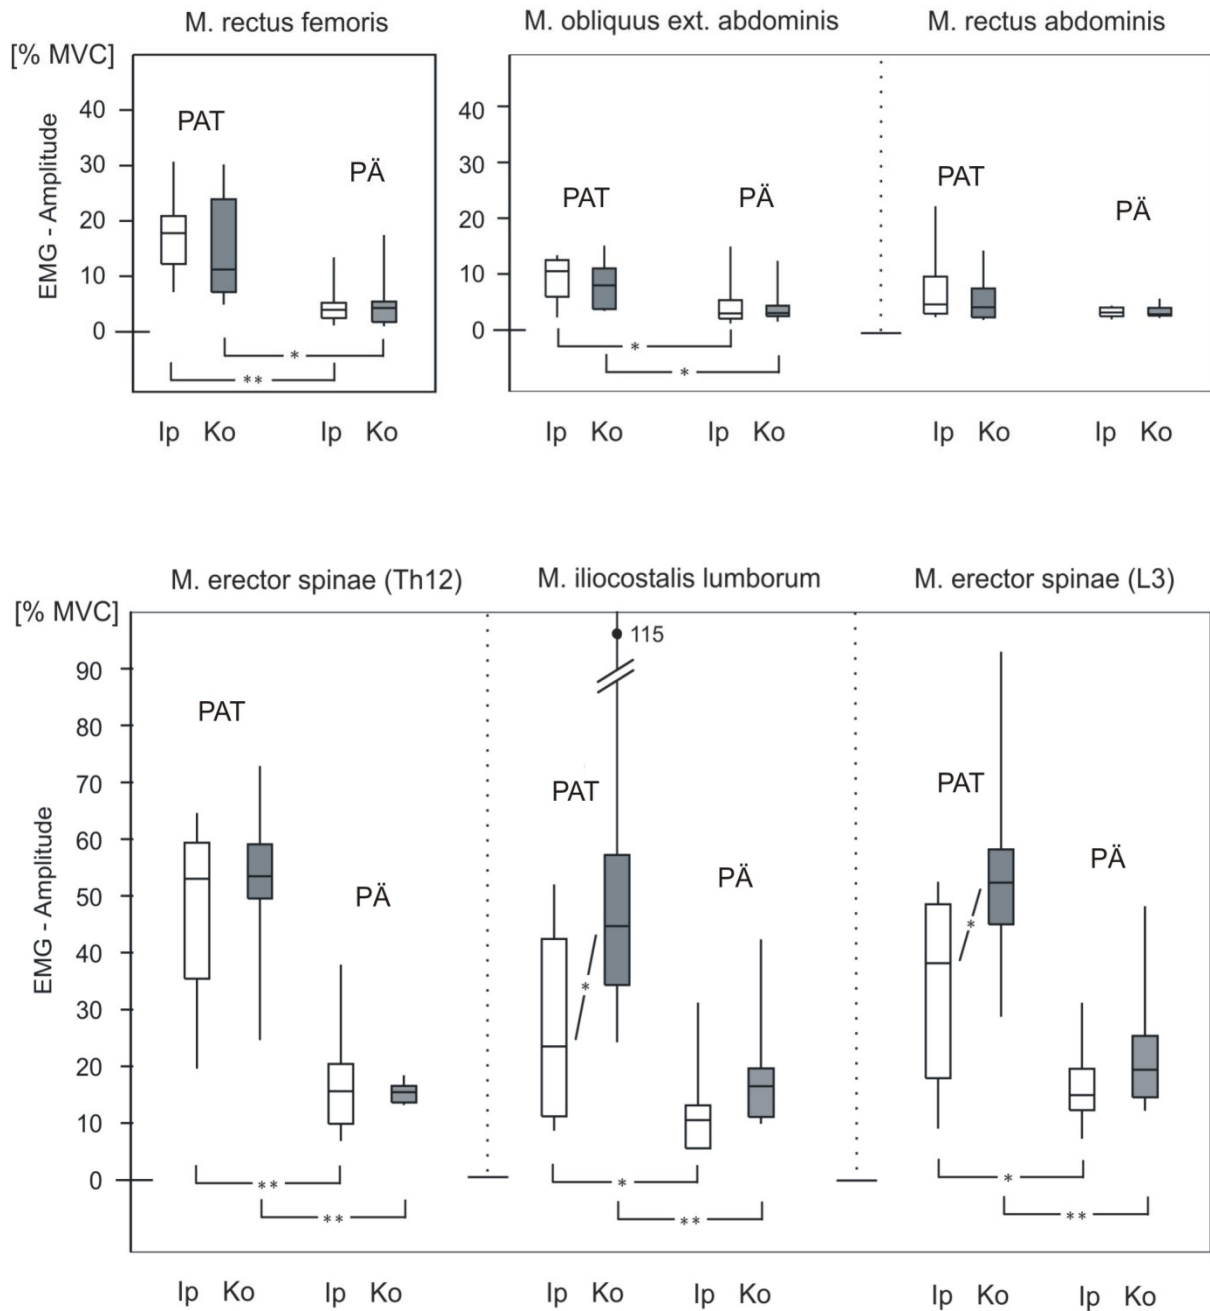 M. rectus femoris
M. obliquus ext. abdominis
M. rectus abdominis
[% MVC]
EMG - Amplitude
40
30
20
10
0
PAT
PÄ
*
**
Ip Ko Ip Ko
40
30
20
10
0
PAT
PÄ
*
*
Ip Ko Ip Ko
PAT
PÄ
Ip Ko Ip Ko
M. erector spinae (Th12)
M. iliocostalis lumborum
M. erector spinae (L3)
[% MVC]
EMG - Amplitude
90
80
70
60
50
40
30
20
10
0
PAT
PÄ
**
**
Ip Ko Ip Ko
115
PAT
PÄ
*
*
**
Ip Ko Ip Ko
PAT
PÄ
*
*
**
Ip Ko Ip Ko